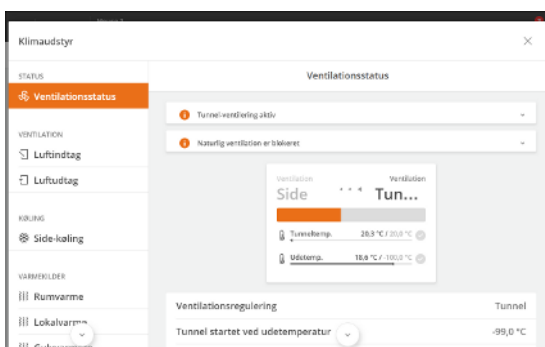 Klimaudstyr
STATUS
Ventilationsstatus
VENTILATION
Luftindtag
Luftudtag
KØLING
Side-køling
VARMEKILDER
Rumvarme
Lokalvarme
Ventilationsstatus
Tunnel-ventilering aktiv
Naturlig ventilation er blokeret
Ventilation Ventilation
Side Tun...
Tunneltemp. 20,3 °C / 20,0 °C
Udetemp. 18,6 °C / -100,0 °C
Ventilationsregulering Tunnel
Tunnel startet ved udetemperatur -99,0 °C